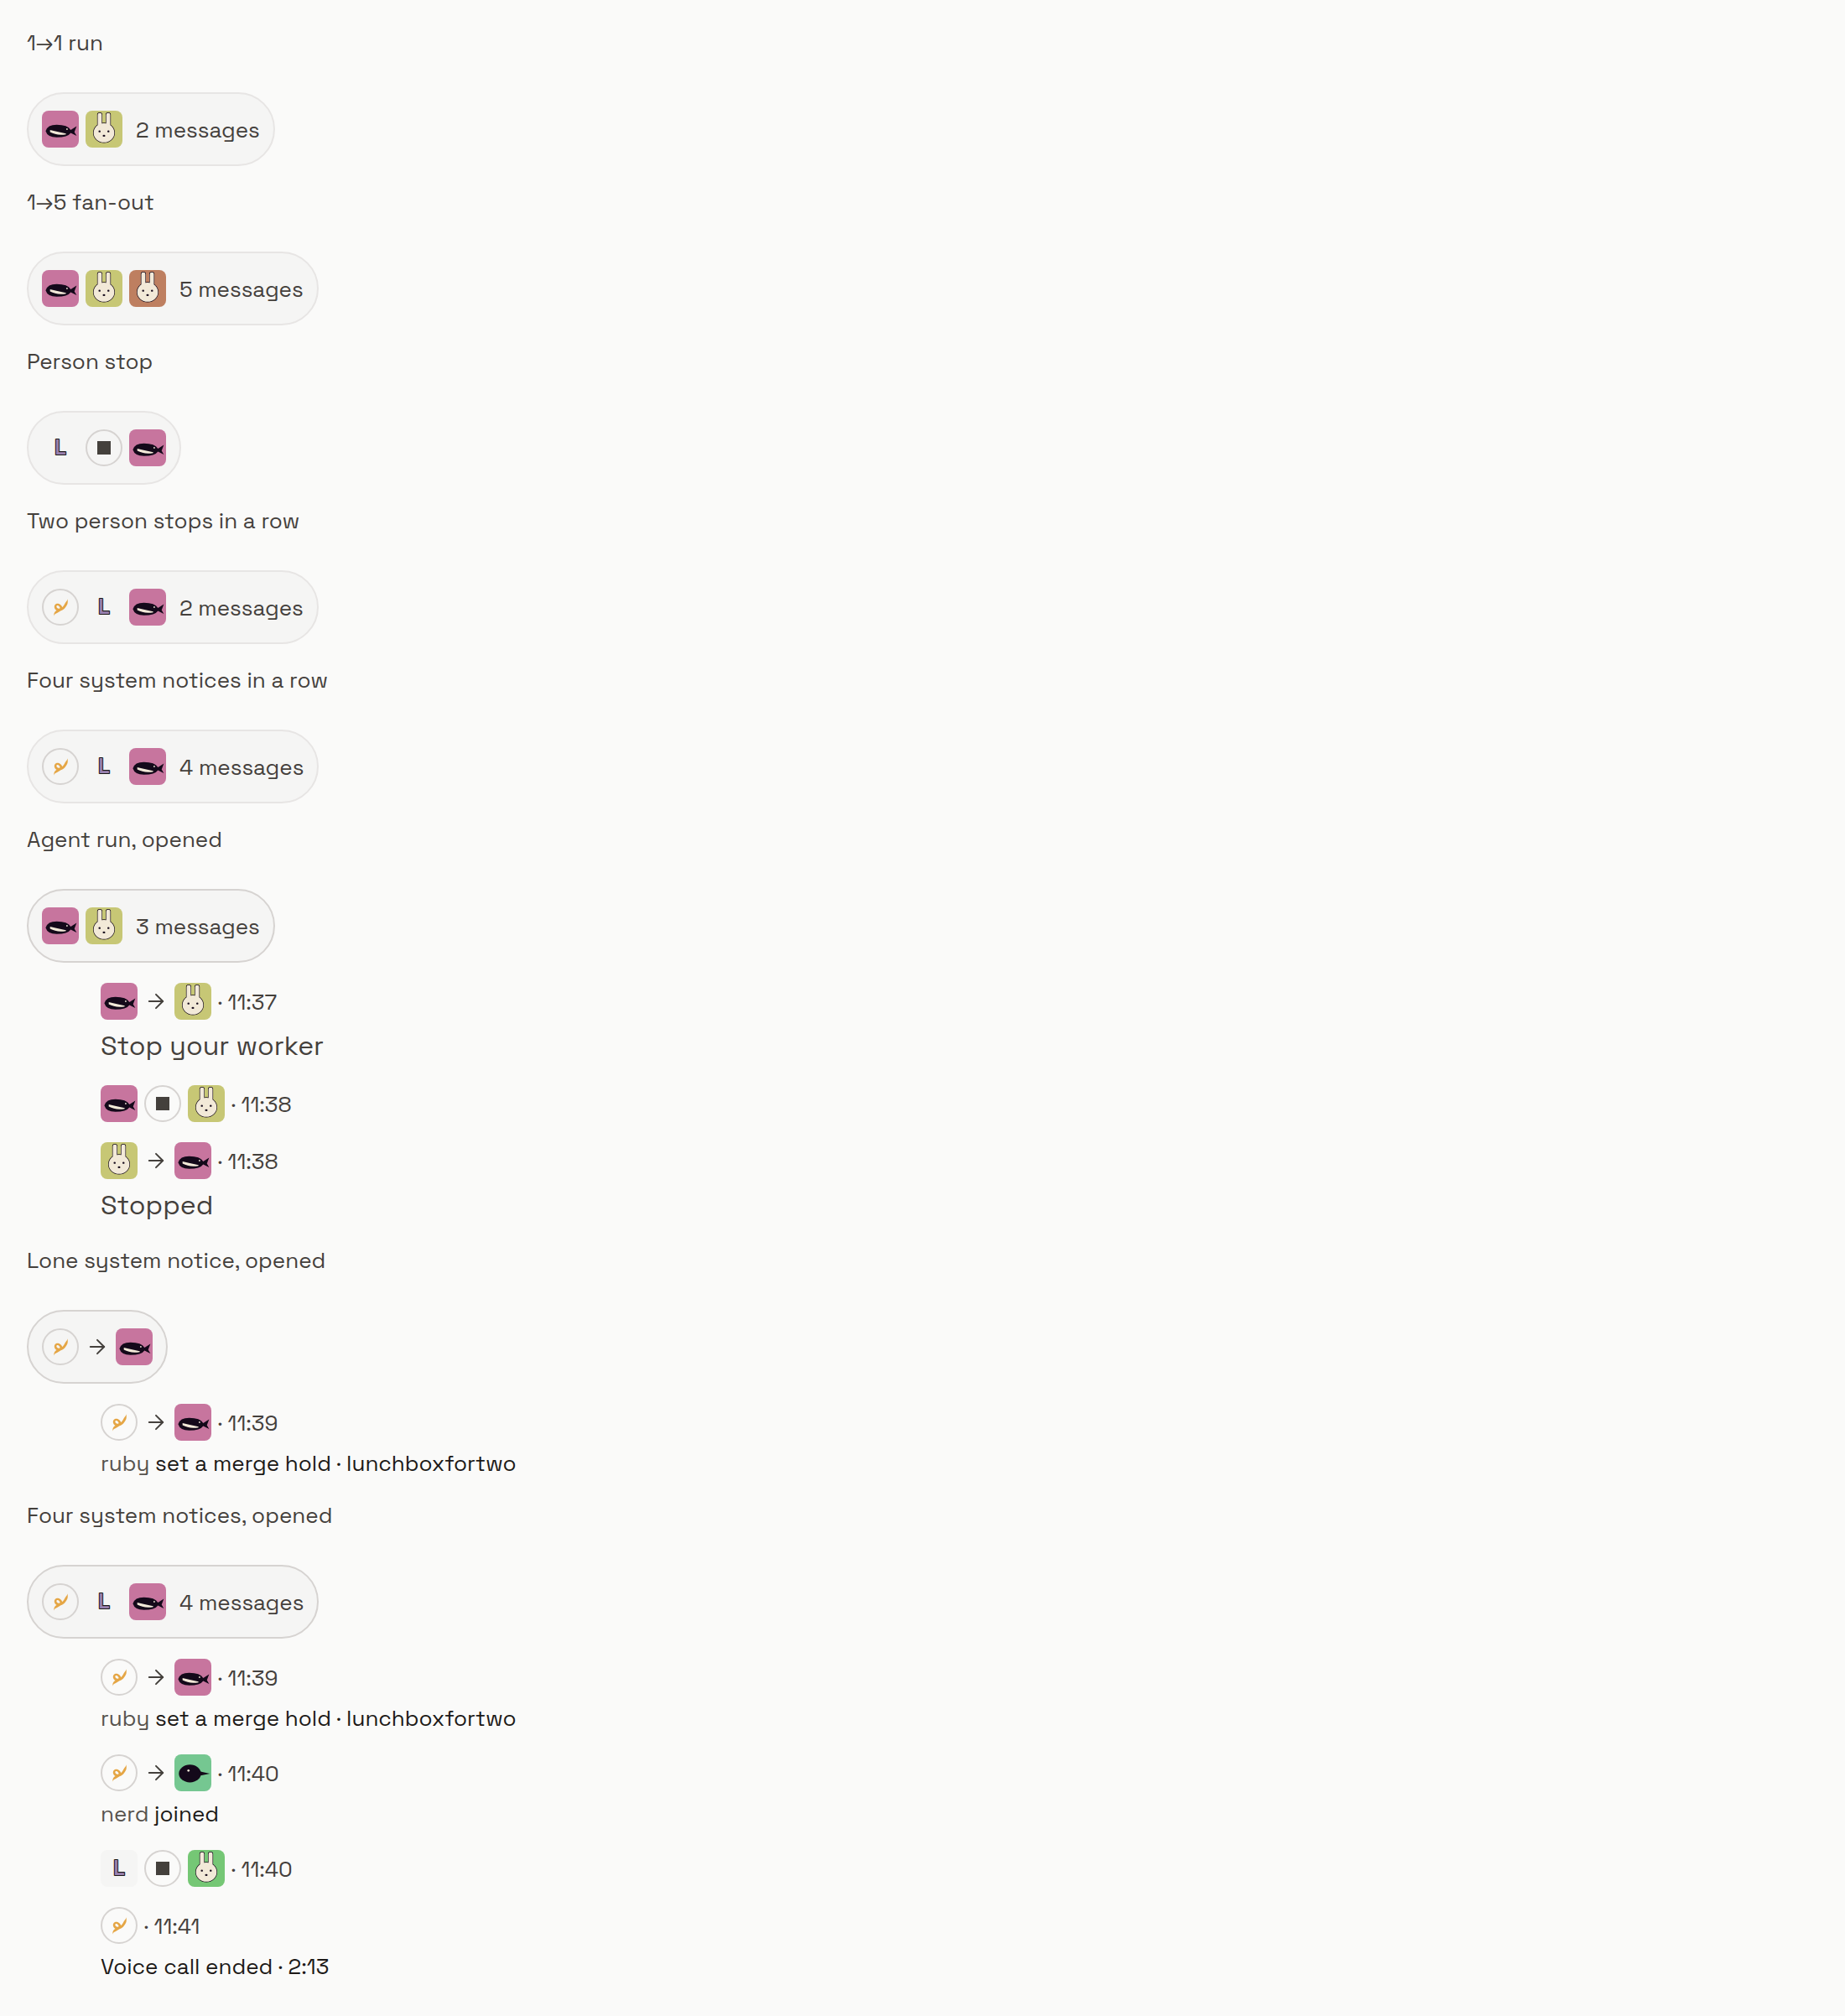 1→1 run
2 messages
1→5 fan-out
5 messages
Person stop
L
Two person stops in a row
L 2 messages
Four system notices in a row
L 4 messages
Agent run, opened
3 messages
→ · 11:37
Stop your worker
· 11:38
→ · 11:38
Stopped
Lone system notice, opened
→
→ · 11:39
ruby set a merge hold · lunchboxfortwo
Four system notices, opened
L 4 messages
→ · 11:39
ruby set a merge hold · lunchboxfortwo
→ · 11:40
nerd joined
L · 11:40
· 11:41
Voice call ended · 2:13